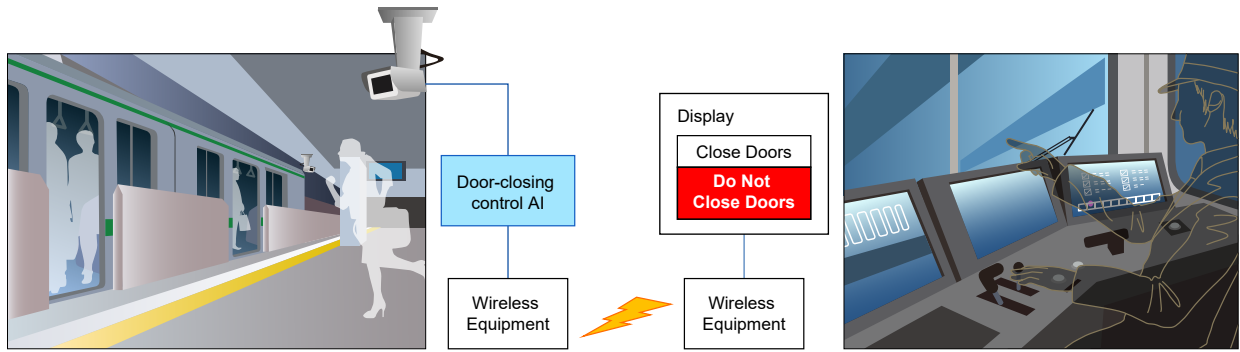 Door-closing
control AI
Wireless
Equipment
Display
Close Doors
Do Not
Close Doors
Wireless
Equipment